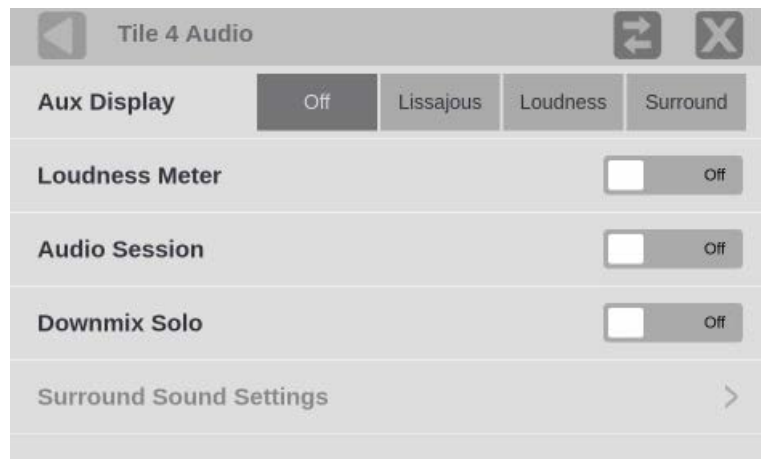 Tile 4 Audio
Aux Display Off Lissajous Loudness Surround
Loudness Meter Off
Audio Session Off
Downmix Solo Off
Surround Sound Settings